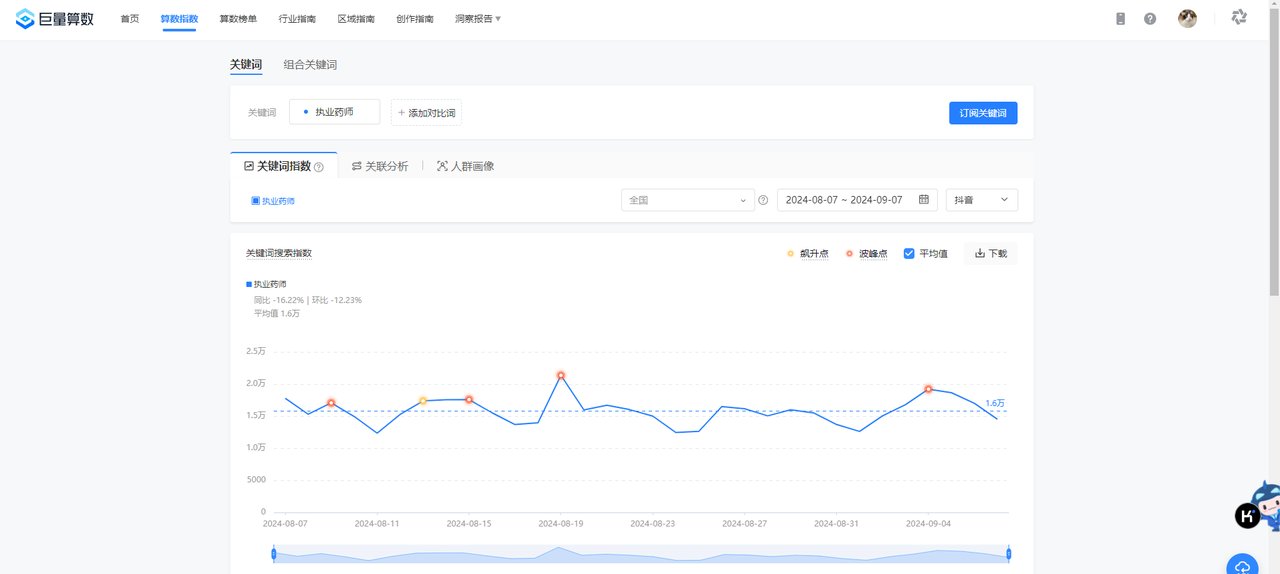 巨量算数 首页 算数指数 算数榜单 行业指南 区域指南 创作指南 洞察报告
关键词 组合关键词
关键词 执业药师 + 添加对比词 订阅关键词
关键词指数 关联分析 人群画像
执业药师 全国 2024-08-07 ~ 2024-09-07 抖音
关键词搜索指数 飙升点 波峰点 平均值 下载
执业药师
同比 -16.22% | 环比 -12.23%
平均值 1.6万
2.5万
2.0万
1.6万
1.5万
1.0万
5000
0
2024-08-07 2024-08-11 2024-08-15 2024-08-19 2024-08-23 2024-08-27 2024-08-31 2024-09-04
K